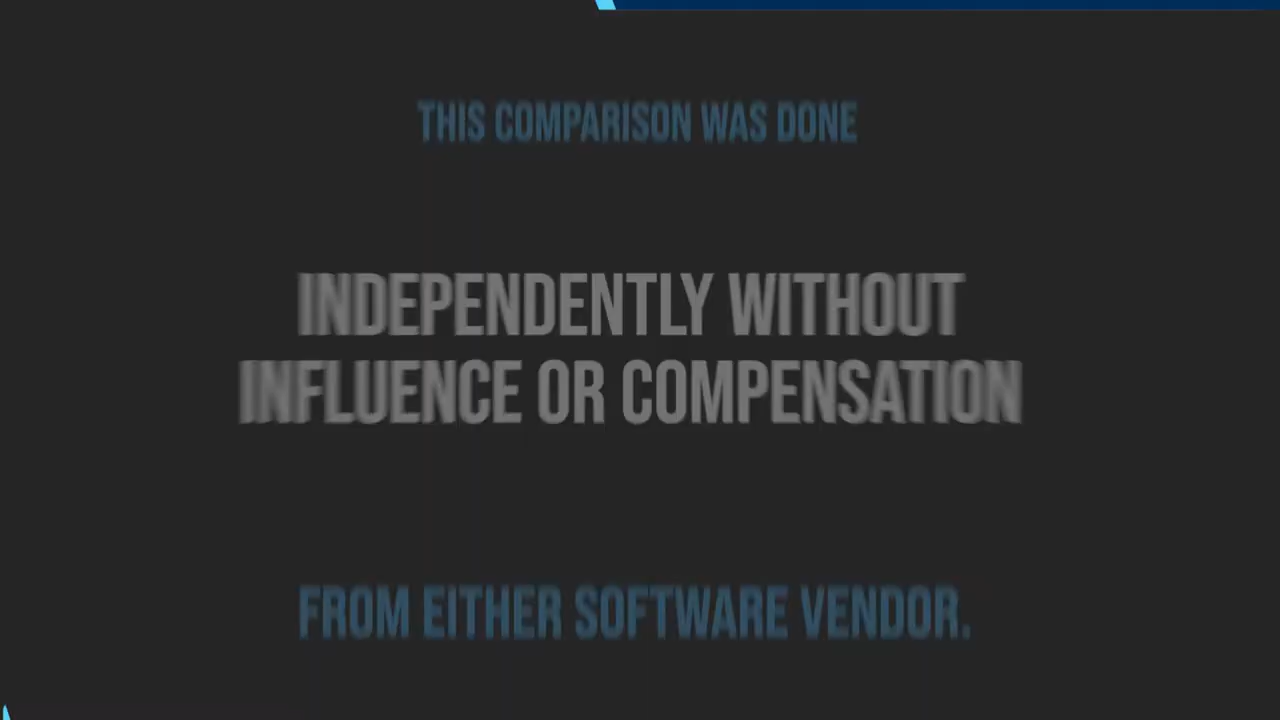 THIS COMPARISON WAS DONE
INDEPENDENTLY WITHOUT
INFLUENCE OR COMPENSATION
FROM EITHER SOFTWARE VENDOR.